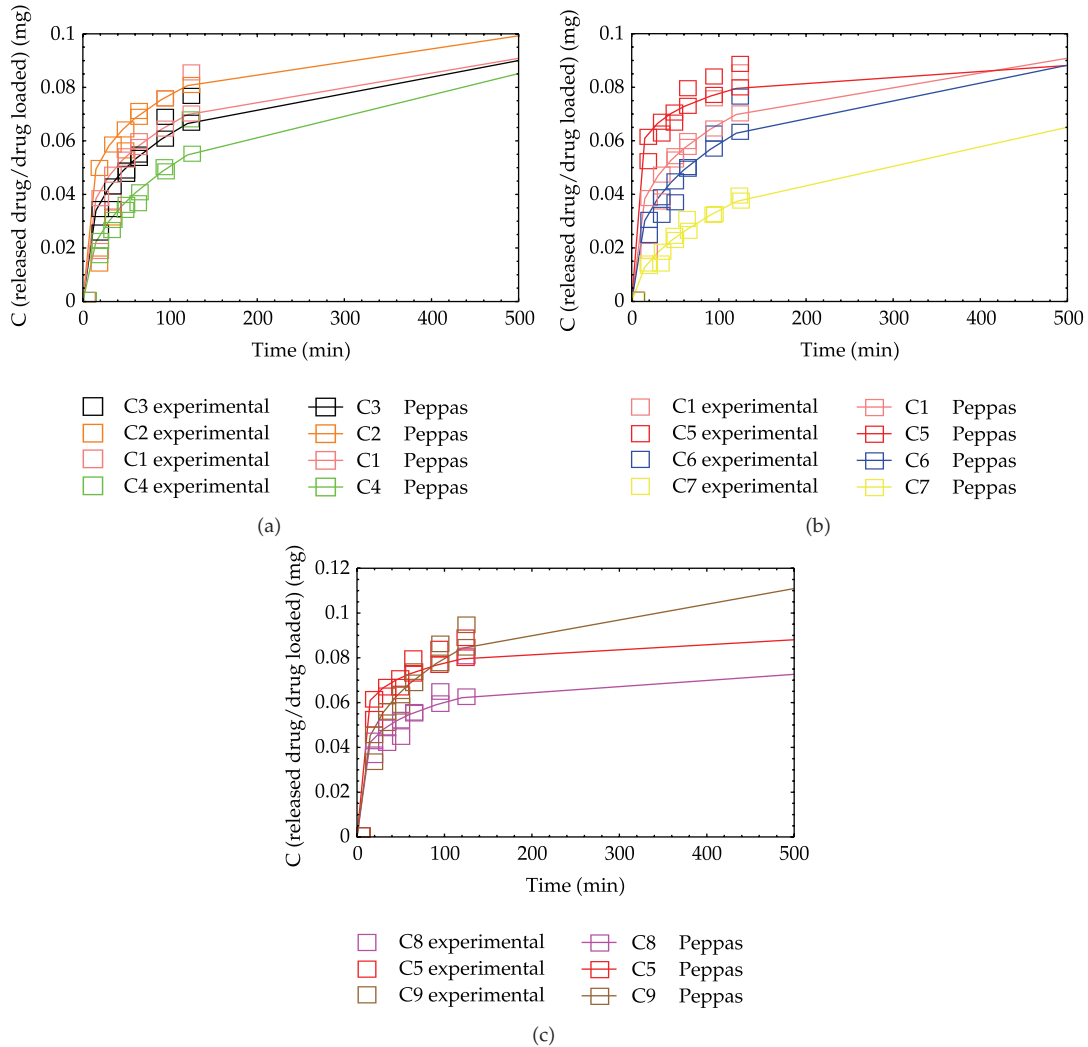 C (released drug/drug loaded) (mg)
0.1
0.08
0.06
0.04
0.02
0
0 100 200 300 400 500
Time (min)
C3 experimental C3 Peppas
C2 experimental C2 Peppas
C1 experimental C1 Peppas
C4 experimental C4 Peppas
(a)
C (released drug/drug loaded) (mg)
0.1
0.08
0.06
0.04
0.02
0
0 100 200 300 400 500
Time (min)
C1 experimental C1 Peppas
C5 experimental C5 Peppas
C6 experimental C6 Peppas
C7 experimental C7 Peppas
(b)
C (released drug/drug loaded) (mg)
0.12
0.1
0.08
0.06
0.04
0.02
0
0 100 200 300 400 500
Time (min)
C8 experimental C8 Peppas
C5 experimental C5 Peppas
C9 experimental C9 Peppas
(c)